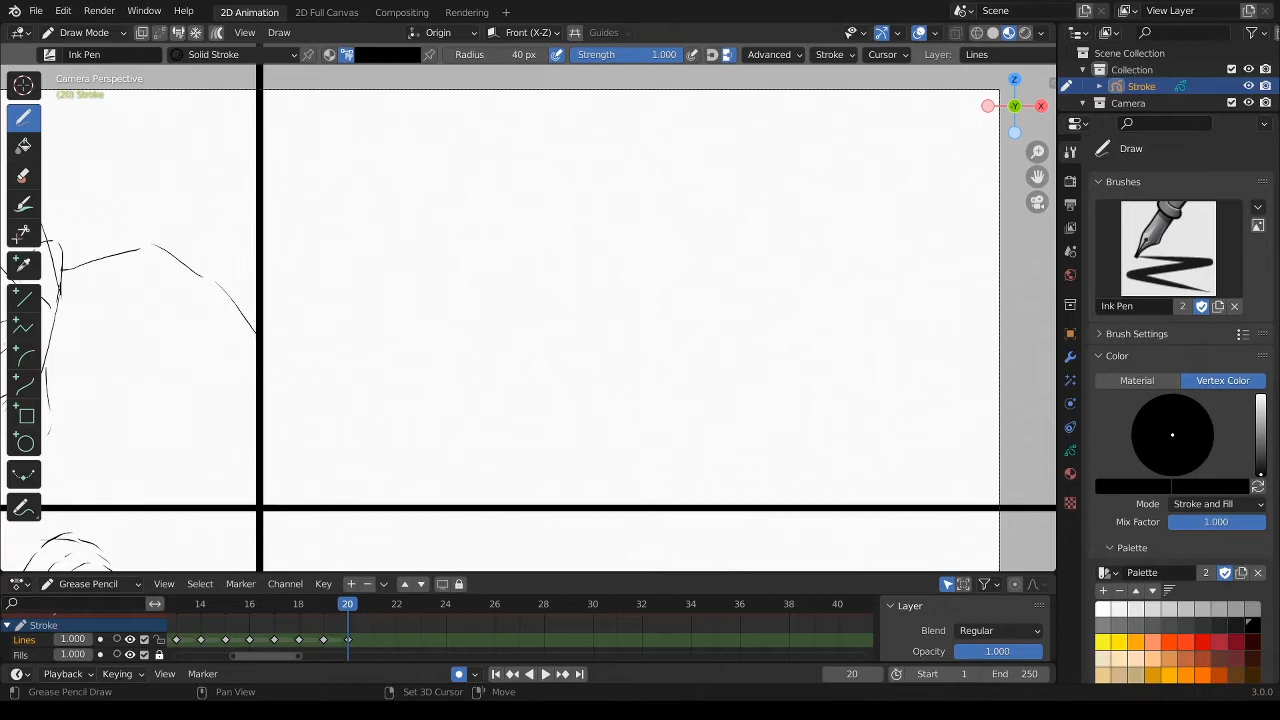 File Edit Render Window Help 2D Animation 2D Full Canvas Compositing Rendering + Scene View Layer
Draw Mode View Draw Origin Front (X-Z) Guides
Ink Pen Solid Stroke Radius 40 px Strength 1.000 Advanced Stroke Cursor Layer: Lines
Camera Perspective
(20) Stroke
Z
Y
X
Scene Collection
Collection
Stroke
Camera
Draw
Brushes
Ink Pen 2
Brush Settings
Color
Material Vertex Color
Mode Stroke and Fill
Mix Factor 1.000
Palette
Palette 2
Grease Pencil View Select Marker Channel Key
14 16 18 20 22 24 26 28 30 32 34 36 38 40
Stroke
Lines 1.000
Fills 1.000
Layer
Blend Regular
Opacity 1.000
Playback Keying View Marker 20 Start 1 End 250
Grease Pencil Draw Pan View Set 3D Cursor Move 3.0.0